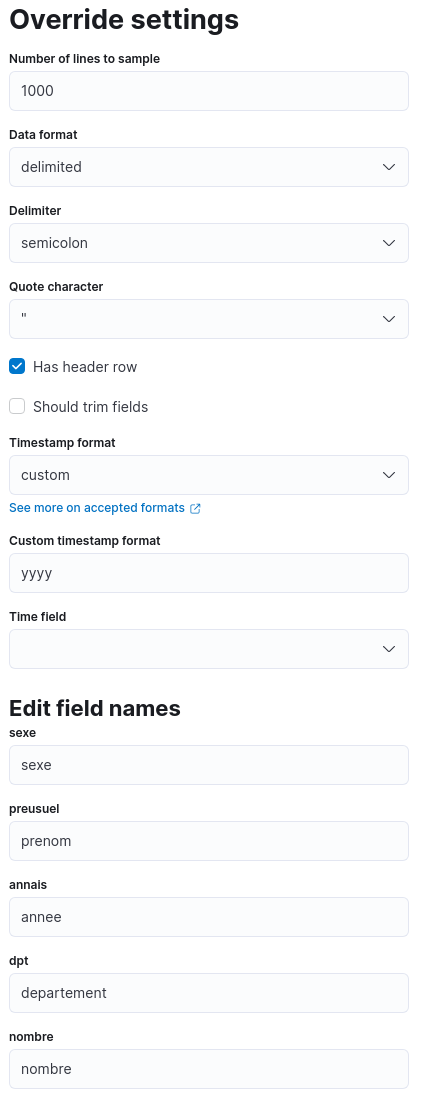 Override settings
Number of lines to sample
1000
Data format
delimited
Delimiter
semicolon
Quote character
"
Has header row
Should trim fields
Timestamp format
custom
See more on accepted formats
Custom timestamp format
yyyy
Time field
Edit field names
sexe
sexe
preusuel
prenom
annais
annee
dpt
departement
nombre
nombre